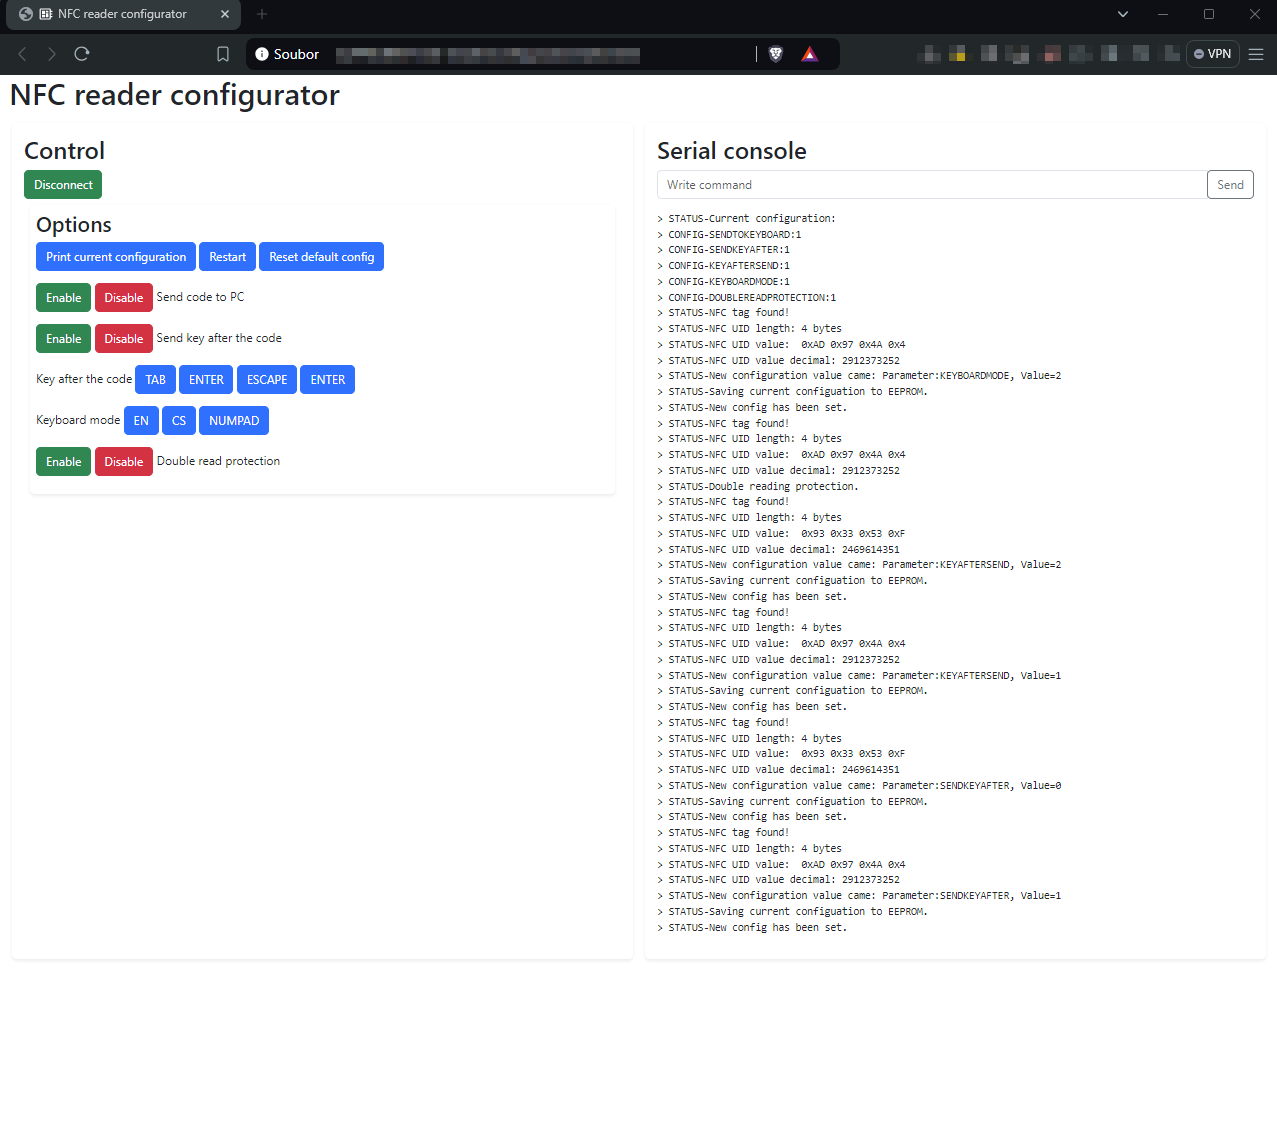 NFC reader configurator
Soubor
VPN
NFC reader configurator
Control
Disconnect
Options
Print current configuration Restart Reset default config
Enable Disable Send code to PC
Enable Disable Send key after the code
Key after the code TAB ENTER ESCAPE ENTER
Keyboard mode EN CS NUMPAD
Enable Disable Double read protection
Serial console
Write command Send
> STATUS-Current configuration:
> CONFIG-SENDTOKEYBOARD:1
> CONFIG-SENDKEYAFTER:1
> CONFIG-KEYAFTERSEND:1
> CONFIG-KEYBOARDMODE:1
> CONFIG-DOUBLEREADPROTECTION:1
> STATUS-NFC tag found!
> STATUS-NFC UID length: 4 bytes
> STATUS-NFC UID value:  0xAD 0x97 0x4A 0x4
> STATUS-NFC UID value decimal: 2912373252
> STATUS-New configuration value came: Parameter:KEYBOARDMODE, Value=2
> STATUS-Saving current configuation to EEPROM.
> STATUS-New config has been set.
> STATUS-NFC tag found!
> STATUS-NFC UID length: 4 bytes
> STATUS-NFC UID value:  0xAD 0x97 0x4A 0x4
> STATUS-NFC UID value decimal: 2912373252
> STATUS-Double reading protection.
> STATUS-NFC tag found!
> STATUS-NFC UID length: 4 bytes
> STATUS-NFC UID value:  0x93 0x33 0x53 0xF
> STATUS-NFC UID value decimal: 2469614351
> STATUS-New configuration value came: Parameter:KEYAFTERSEND, Value=2
> STATUS-Saving current configuation to EEPROM.
> STATUS-New config has been set.
> STATUS-NFC tag found!
> STATUS-NFC UID length: 4 bytes
> STATUS-NFC UID value:  0xAD 0x97 0x4A 0x4
> STATUS-NFC UID value decimal: 2912373252
> STATUS-New configuration value came: Parameter:KEYAFTERSEND, Value=1
> STATUS-Saving current configuation to EEPROM.
> STATUS-New config has been set.
> STATUS-NFC tag found!
> STATUS-NFC UID length: 4 bytes
> STATUS-NFC UID value:  0x93 0x33 0x53 0xF
> STATUS-NFC UID value decimal: 2469614351
> STATUS-New configuration value came: Parameter:SENDKEYAFTER, Value=0
> STATUS-Saving current configuation to EEPROM.
> STATUS-New config has been set.
> STATUS-NFC tag found!
> STATUS-NFC UID length: 4 bytes
> STATUS-NFC UID value:  0xAD 0x97 0x4A 0x4
> STATUS-NFC UID value decimal: 2912373252
> STATUS-New configuration value came: Parameter:SENDKEYAFTER, Value=1
> STATUS-Saving current configuation to EEPROM.
> STATUS-New config has been set.